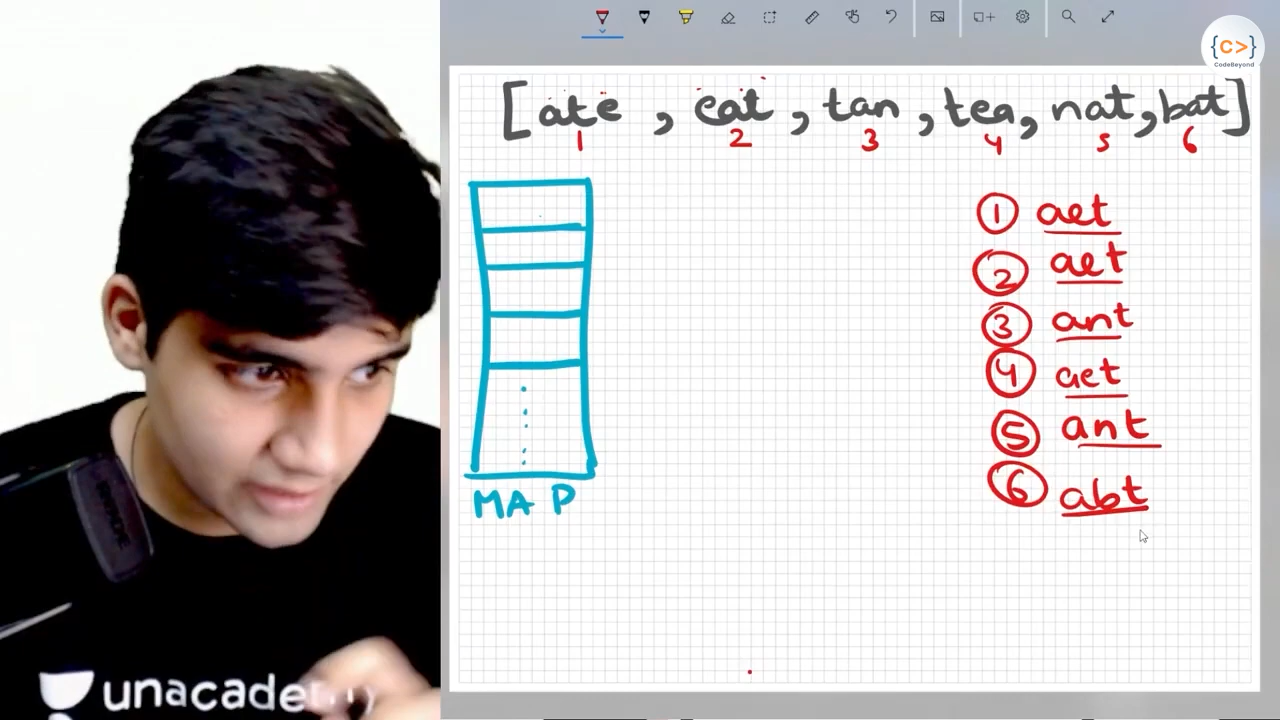 {C>}
CodeBeyond
[ate, eat, tan, tea, nat, bat]
1 2 3 4 5 6
1 aet
2 aet
3 ant
4 aet
5 ant
6 abt
MAP
unacademy